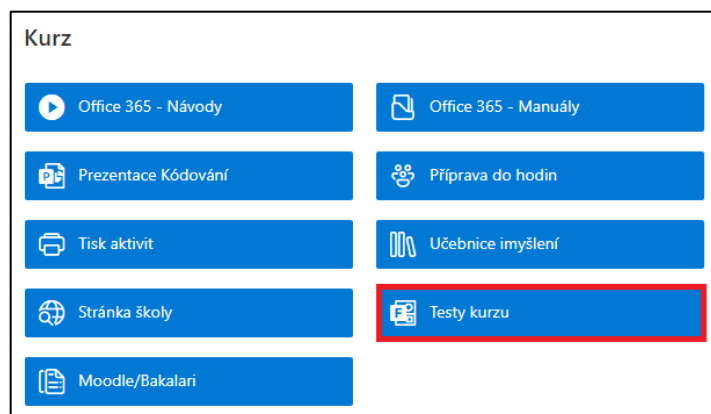 Kurz
Office 365 - Návody
Office 365 - Manuály
Prezentace Kódování
Příprava do hodin
Tisk aktivit
Učebnice imyšlení
Stránka školy
Testy kurzu
Moodle/Bakalari